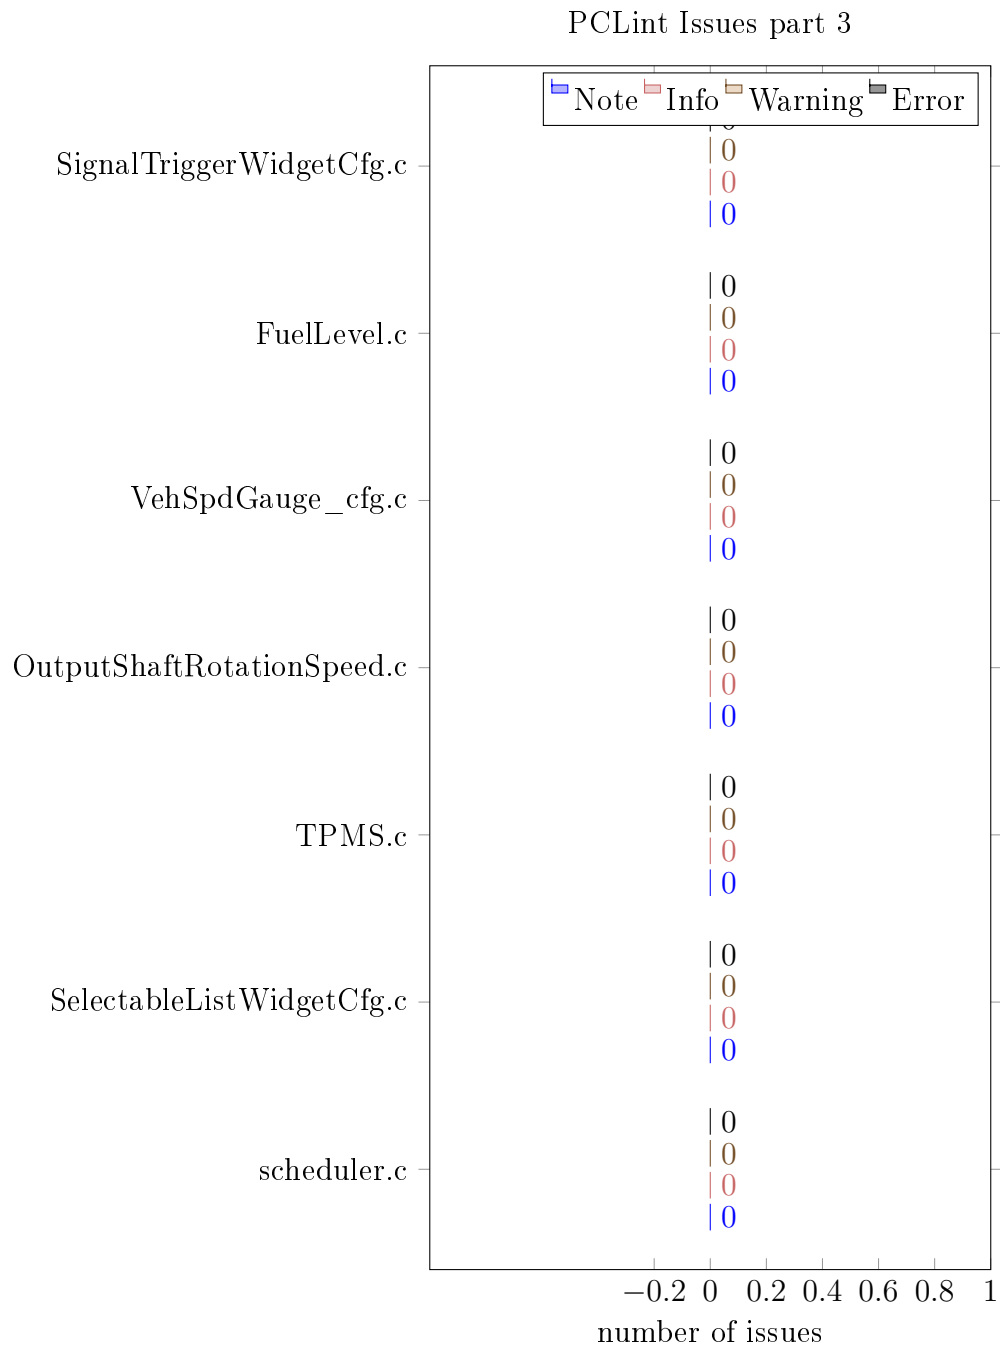 PCLint Issues part 3
Note Info Warning Error
0
SignalTriggerWidgetCfg.c
0
0
0
0
FuelLevel.c
0
0
0
0
VehSpdGauge_cfg.c
0
0
0
0
OutputShaftRotationSpeed.c
0
0
0
0
TPMS.c
0
0
0
0
SelectableListWidgetCfg.c
0
0
0
0
scheduler.c
0
0
0
−0.2 0 0.2 0.4 0.6 0.8 1
number of issues